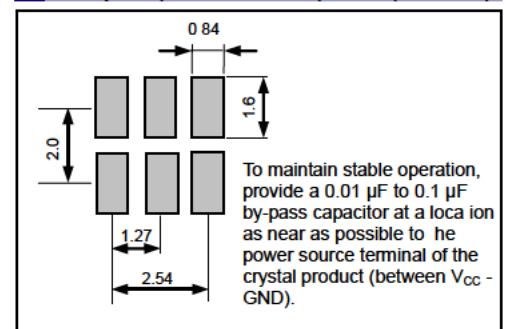 0 84
1.6
2.0
To maintain stable operation,
provide a 0.01 µF to 0.1 µF
by-pass capacitor at a loca ion
as near as possible to  he
power source terminal of the
crystal product (between VCC -
GND).
1.27
2.54